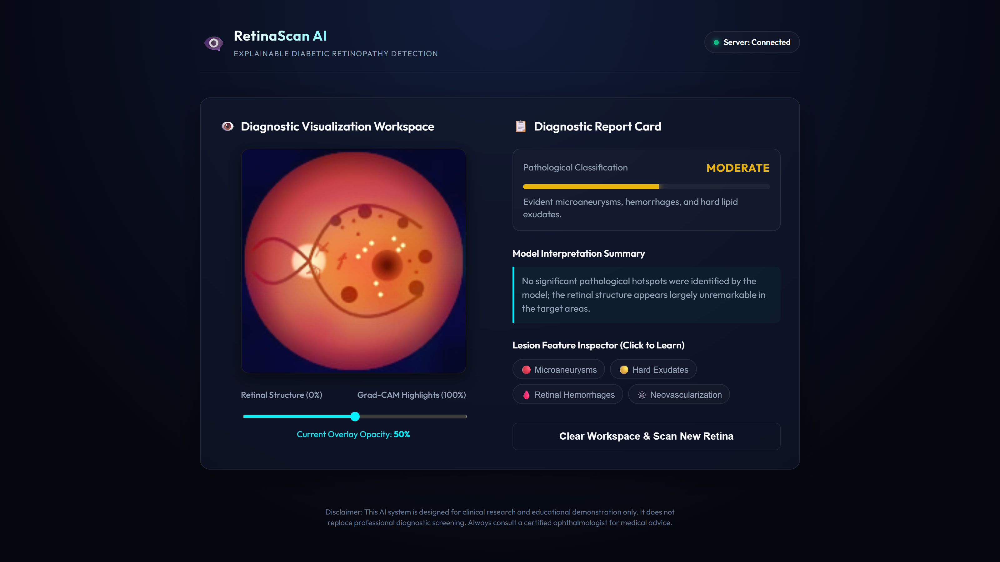 RetinaScan AI
EXPLAINABLE DIABETIC RETINOPATHY DETECTION
Server: Connected
Diagnostic Visualization Workspace
Retinal Structure (0%)
Grad-CAM Highlights (100%)
Current Overlay Opacity: 50%
Diagnostic Report Card
Pathological Classification
MODERATE
Evident microaneurysms, hemorrhages, and hard lipid
exudates.
Model Interpretation Summary
No significant pathological hotspots were identified by the
model; the retinal structure appears largely unremarkable in
the target areas.
Lesion Feature Inspector (Click to Learn)
Microaneurysms
Hard Exudates
Retinal Hemorrhages
Neovascularization
Clear Workspace & Scan New Retina
Disclaimer: This AI system is designed for clinical research and educational demonstration only. It does not
replace professional diagnostic screening. Always consult a certified ophthalmologist for medical advice.